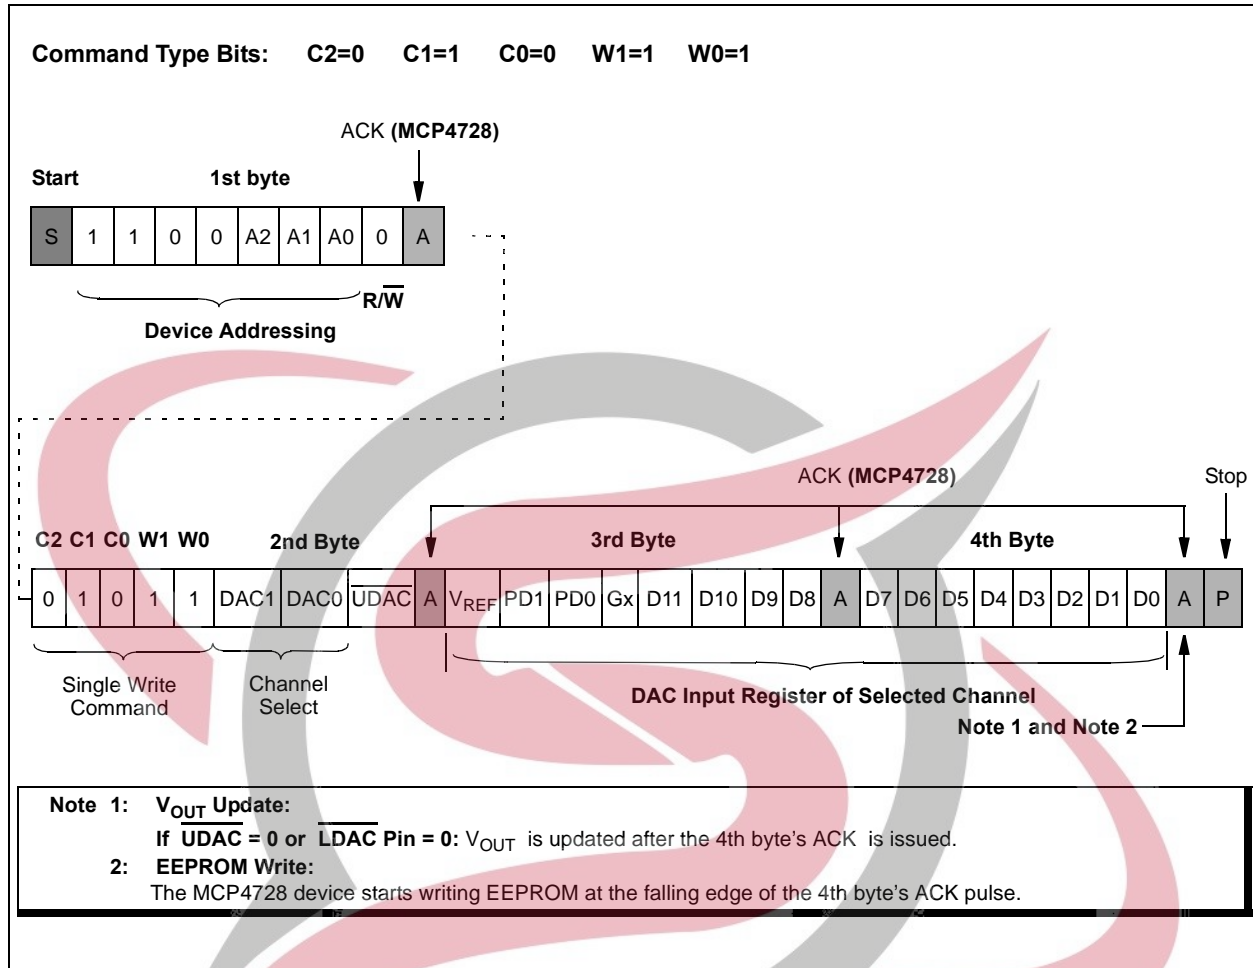 Command Type Bits: C2=0 C1=1 C0=0 W1=1 W0=1
ACK (MCP4728)
Start 1st byte
S 1 1 0 0 A2 A1 A0 0 A
R/W̅
Device Addressing
ACK (MCP4728) Stop
C2 C1 C0 W1 W0 2nd Byte 3rd Byte 4th Byte
0 1 0 1 1 DAC1 DAC0 U̅D̅A̅C̅ A VREF PD1 PD0 Gx D11 D10 D9 D8 A D7 D6 D5 D4 D3 D2 D1 D0 A P
Single Write Channel
Command Select
DAC Input Register of Selected Channel
Note 1 and Note 2
Note 1: VOUT Update:
If U̅D̅A̅C̅ = 0 or L̅D̅A̅C̅ Pin = 0: VOUT is updated after the 4th byte's ACK is issued.
2: EEPROM Write:
The MCP4728 device starts writing EEPROM at the falling edge of the 4th byte's ACK pulse.